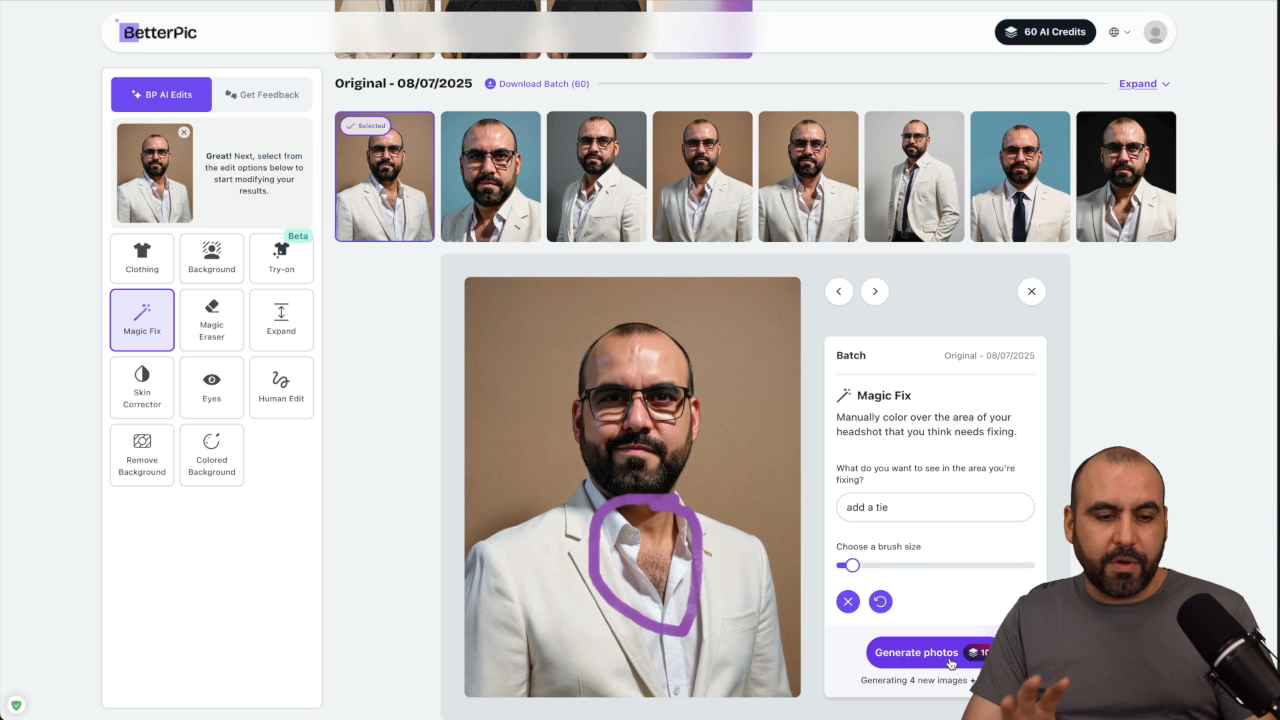 BetterPic
60 AI Credits
BP AI Edits
Get Feedback
Great! Next, select from
the edit options below to
start modifying your
results.
Beta
Clothing
Background
Try-on
Magic Fix
Magic
Eraser
Expand
Skin
Corrector
Eyes
Human Edit
Remove
Background
Colored
Background
Original - 08/07/2025
Download Batch (60)
Expand
Selected
Batch
Original - 08/07/2025
Magic Fix
Manually color over the area of your
headshot that you think needs fixing.
What do you want to see in the area you're
fixing?
add a tie
Choose a brush size
Generate photos
10
Generating 4 new images +